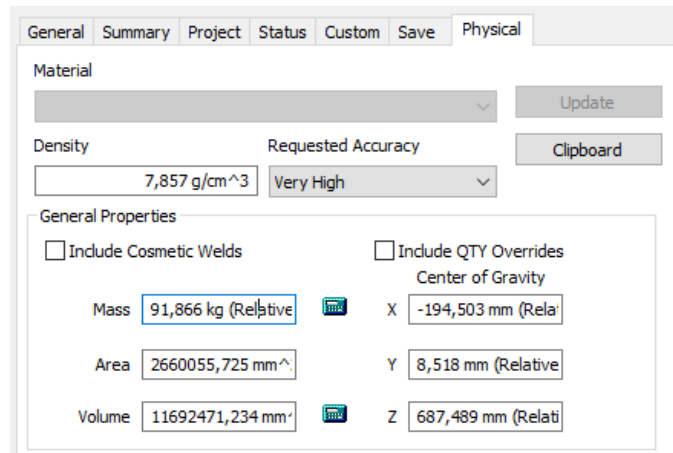 General Summary Project Status Custom Save Physical
Material
Update
Density Requested Accuracy Clipboard
7,857 g/cm^3 Very High
General Properties
Include Cosmetic Welds Include QTY Overrides
Center of Gravity
Mass 91,866 kg (Relative X -194,503 mm (Rela
Area 2660055,725 mm^ Y 8,518 mm (Relative
Volume 11692471,234 mm^ Z 687,489 mm (Relati